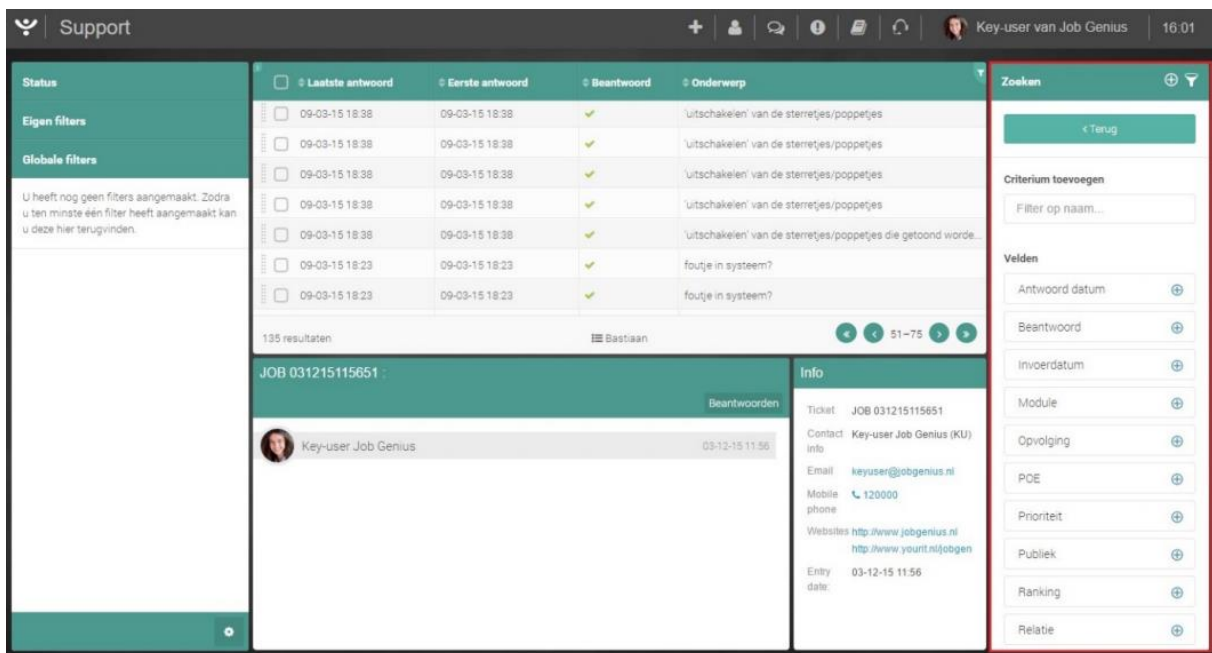 Support
Key-user van Job Genius
16:01
Status
Eigen filters
Globale filters
U heeft nog geen filters aangemaakt. Zodra
u ten minste één filter heeft aangemaakt kan
u deze hier terugvinden.
Laatste antwoord Eerste antwoord Beantwoord Onderwerp
09-03-15 18:38 09-03-15 18:38 'uitschakelen' van de sterretjes/poppetjes
09-03-15 18:38 09-03-15 18:38 'uitschakelen' van de sterretjes/poppetjes
09-03-15 18:38 09-03-15 18:38 'uitschakelen' van de sterretjes/poppetjes
09-03-15 18:38 09-03-15 18:38 'uitschakelen' van de sterretjes/poppetjes
09-03-15 18:38 09-03-15 18:38 'uitschakelen' van de sterretjes/poppetjes die getoond worde...
09-03-15 18:23 09-03-15 18:23 foutje in systeem?
09-03-15 18:23 09-03-15 18:23 foutje in systeem?
135 resultaten Bastiaan 51–75
JOB 031215115651 :
Beantwoorden
Key-user Job Genius 03-12-15 11:56
Info
Ticket JOB 031215115651
Contact Key-user Job Genius (KU)
info
Email keyuser@jobgenius.nl
Mobile 120000
phone
Websites http://www.jobgenius.nl
http://www.yourit.nl/jobgen
Entry 03-12-15 11:56
date:
Zoeken
< Terug
Criterium toevoegen
Filter op naam...
Velden
Antwoord datum
Beantwoord
Invoerdatum
Module
Opvolging
POE
Prioriteit
Publiek
Ranking
Relatie